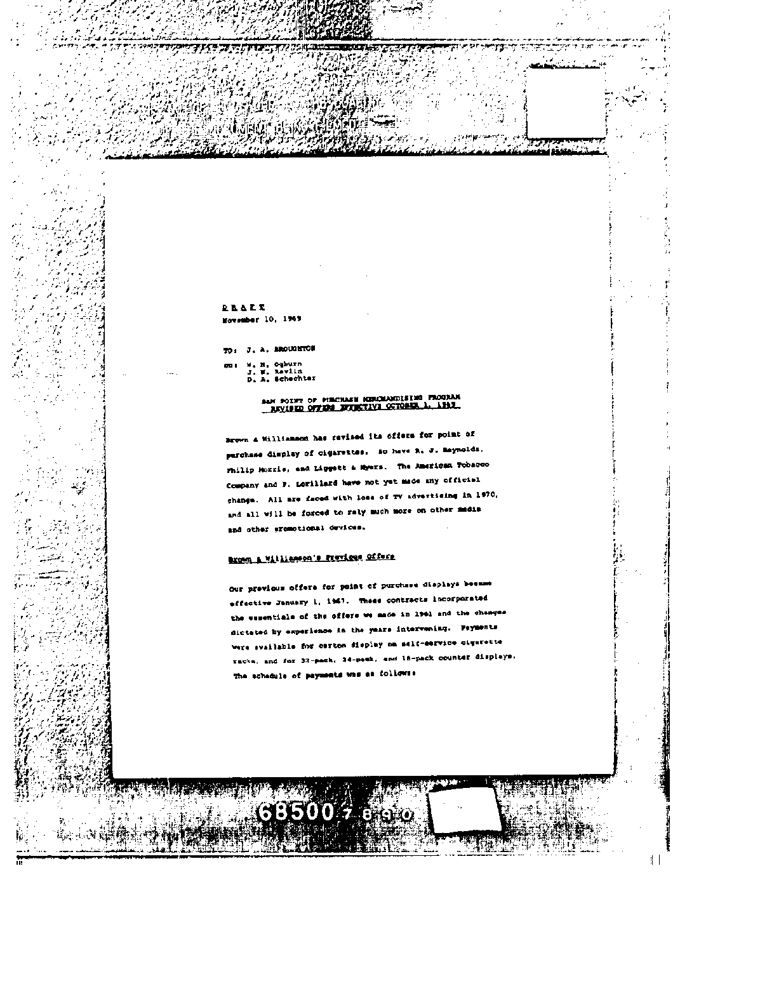 D R A F T
November 10, 1969
TO: J. A. BROUGHTON
cc: W. N. Ogburn
D. A. Schechter
B&W POINT OF PURCHASE MERCHANDISING PROGRAM
REVISED OFFERS EFFECTIVE OCTOBER 1, 1969
Brown & Williamson has revised its offers for point of
purchase display of cigarettes. So have R. J. Reynolds,
Philip Morris, and Liggett & Myers. The American Tobacco
Company and P. Lorillard have not yet made any official
change. All are faced with loss of TV advertising in 1970,
and all will be forced to rely much more on other media
and other promotional devices.
Brown & Williamson's Previous Offers
Our previous offers for point of purchase displays became
effective January 1, 1967. These contracts incorporated
the essentials of the offers we made in 1961 and the changes
dictated by experience in the years intervening. Payments
were available for carton display on self-service cigarette
racks, and for 32-pack, 24-pack, and 18-pack counter displays.
The schedule of payments was as follows:
68500 7890